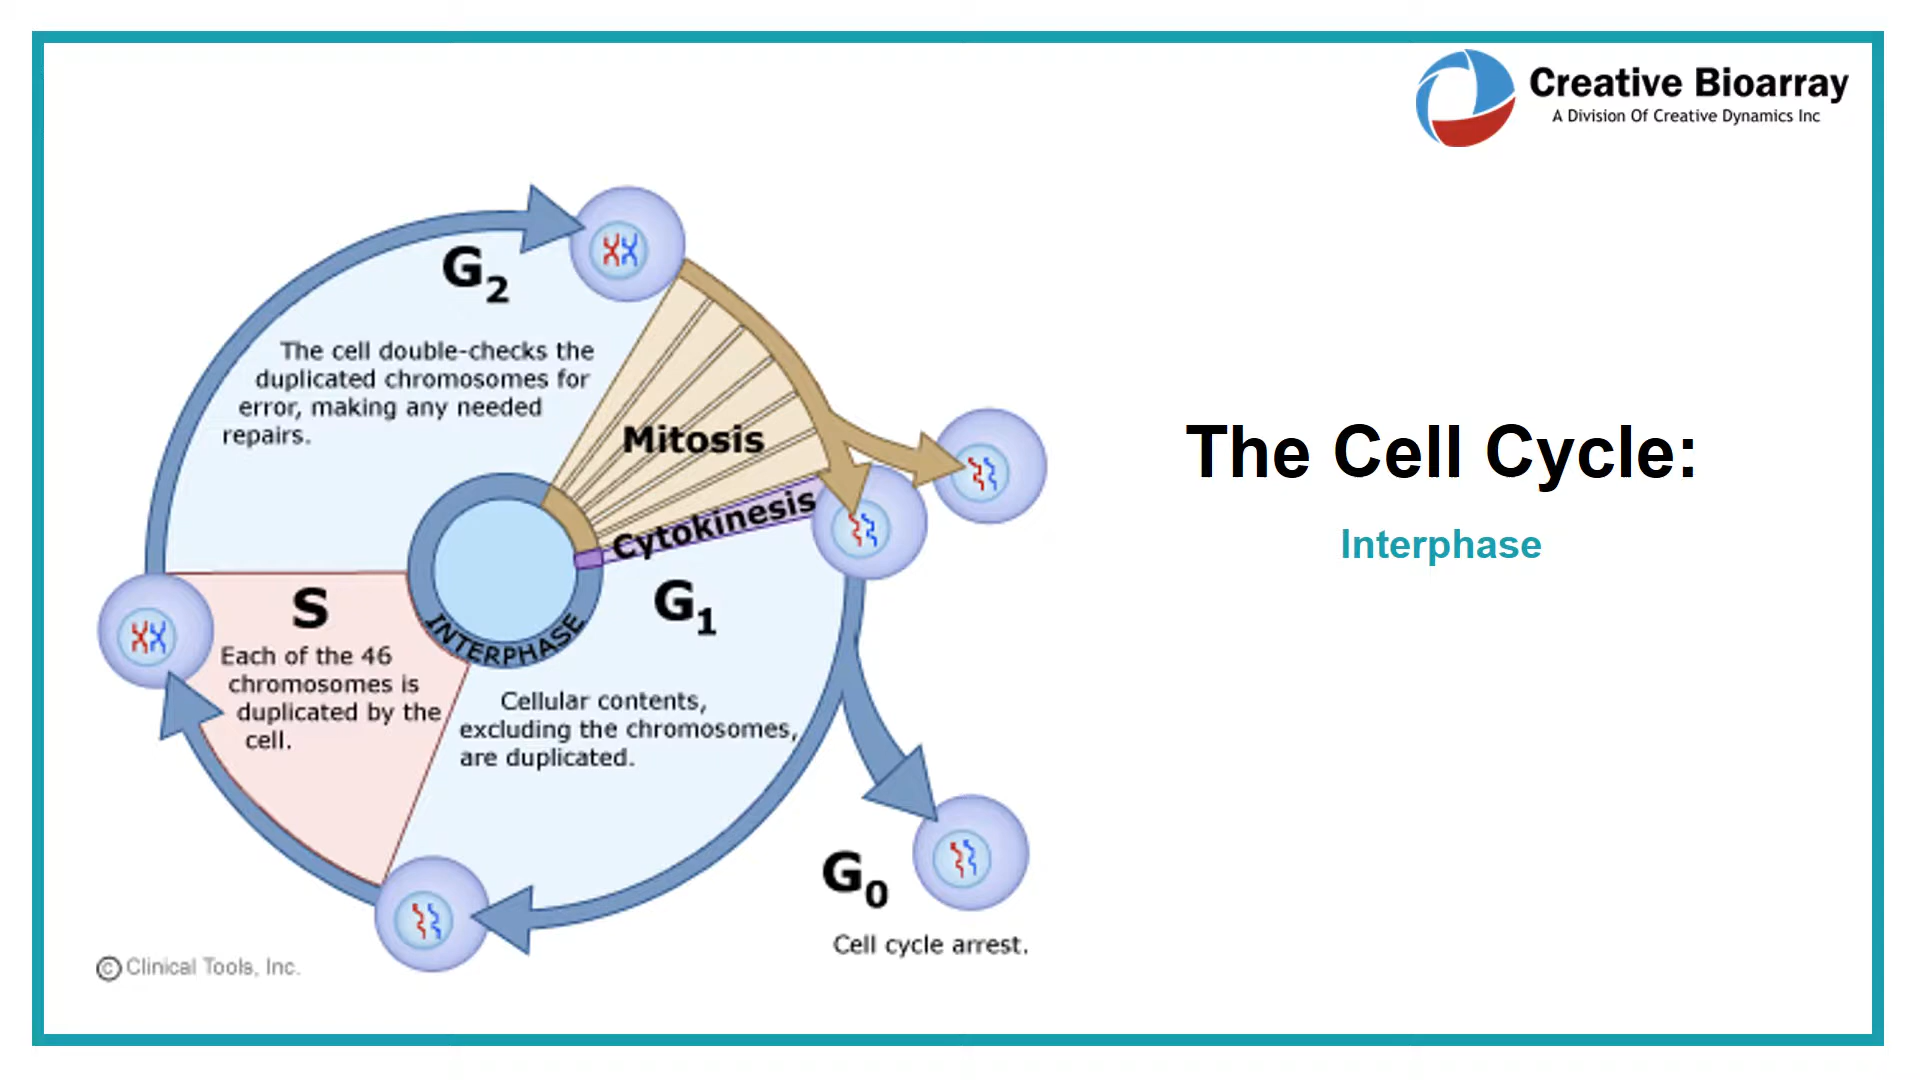 Creative Bioarray
A Division Of Creative Dynamics Inc
G2
The cell double-checks the
duplicated chromosomes for
error, making any needed
repairs.
Mitosis
Cytokinesis
The Cell Cycle:
Interphase
S
Each of the 46
chromosomes is
duplicated by the
cell.
INTERPHASE
G1
Cellular contents,
excluding the chromosomes,
are duplicated.
G0
Cell cycle arrest.
© Clinical Tools, Inc.